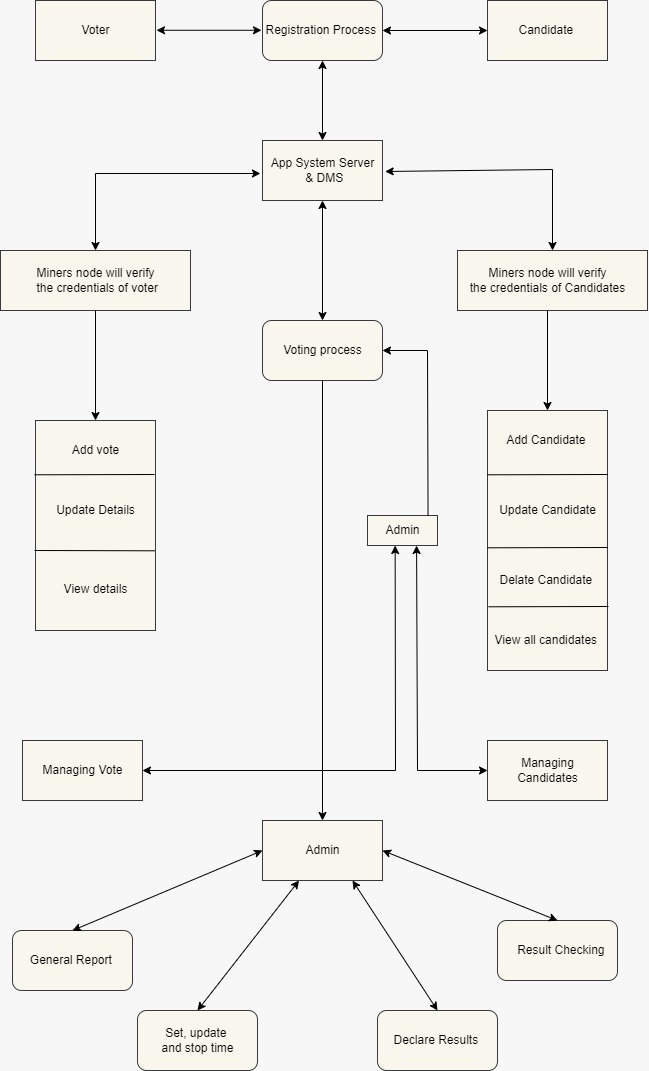 Voter
Registration Process
Candidate
App System Server
& DMS
Miners node will verify
the credentials of voter
Miners node will verify
the credentials of Candidates
Voting process
Add vote
Update Details
View details
Add Candidate
Update Candidate
Delate Candidate
View all candidates
Admin
Managing Vote
Managing
Candidates
Admin
General Report
Result Checking
Set, update
and stop time
Declare Results